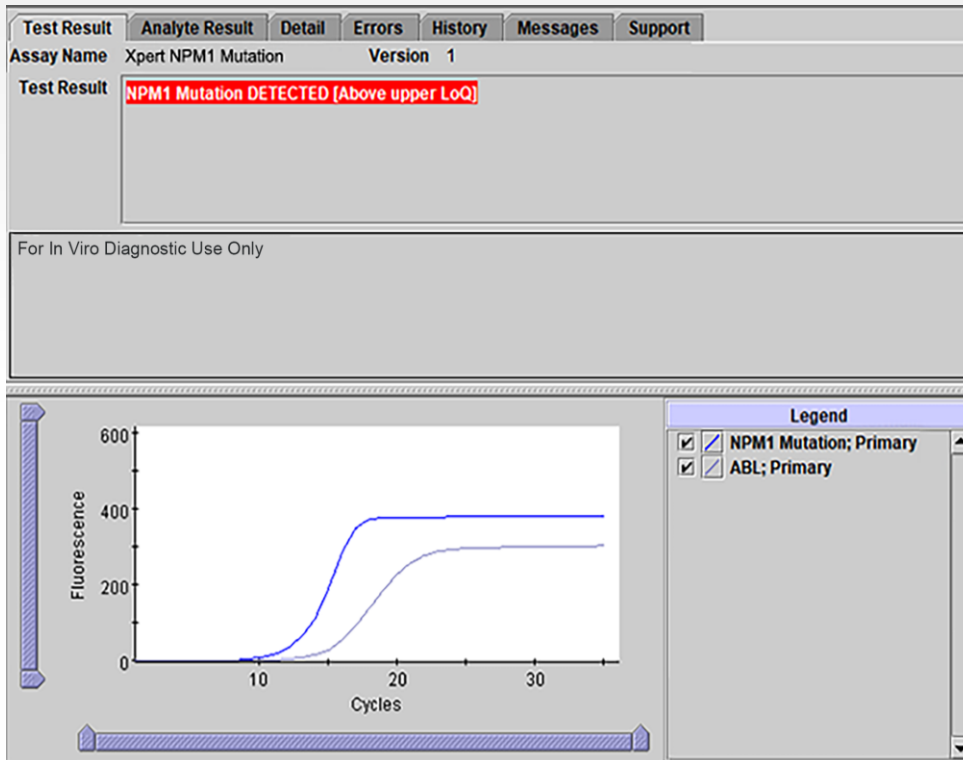 Test Result Analyte Result Detail Errors History Messages Support
Assay Name Xpert NPM1 Mutation Version 1
Test Result NPM1 Mutation DETECTED [Above upper LoQ]
For In Viro Diagnostic Use Only
600
400
200
0
10 20 30
Fluorescence
Cycles
Legend
NPM1 Mutation; Primary
ABL; Primary